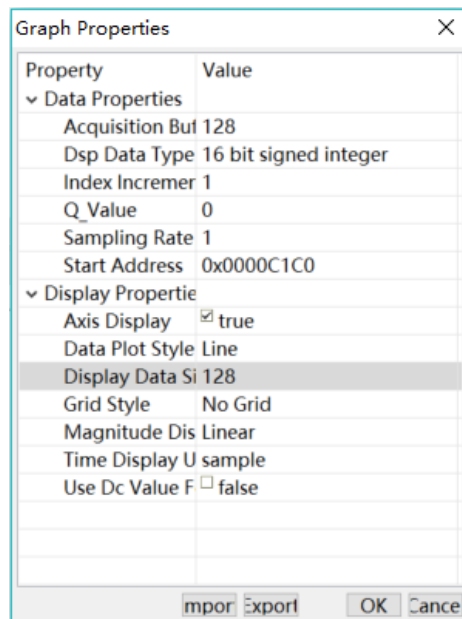 Graph Properties
Property Value
Data Properties
Acquisition Buf 128
Dsp Data Type 16 bit signed integer
Index Incremer 1
Q_Value 0
Sampling Rate 1
Start Address 0x0000C1C0
Display Propertie
Axis Display true
Data Plot Style Line
Display Data Si 128
Grid Style No Grid
Magnitude Dis Linear
Time Display U sample
Use Dc Value F false
mpor Export OK Cance